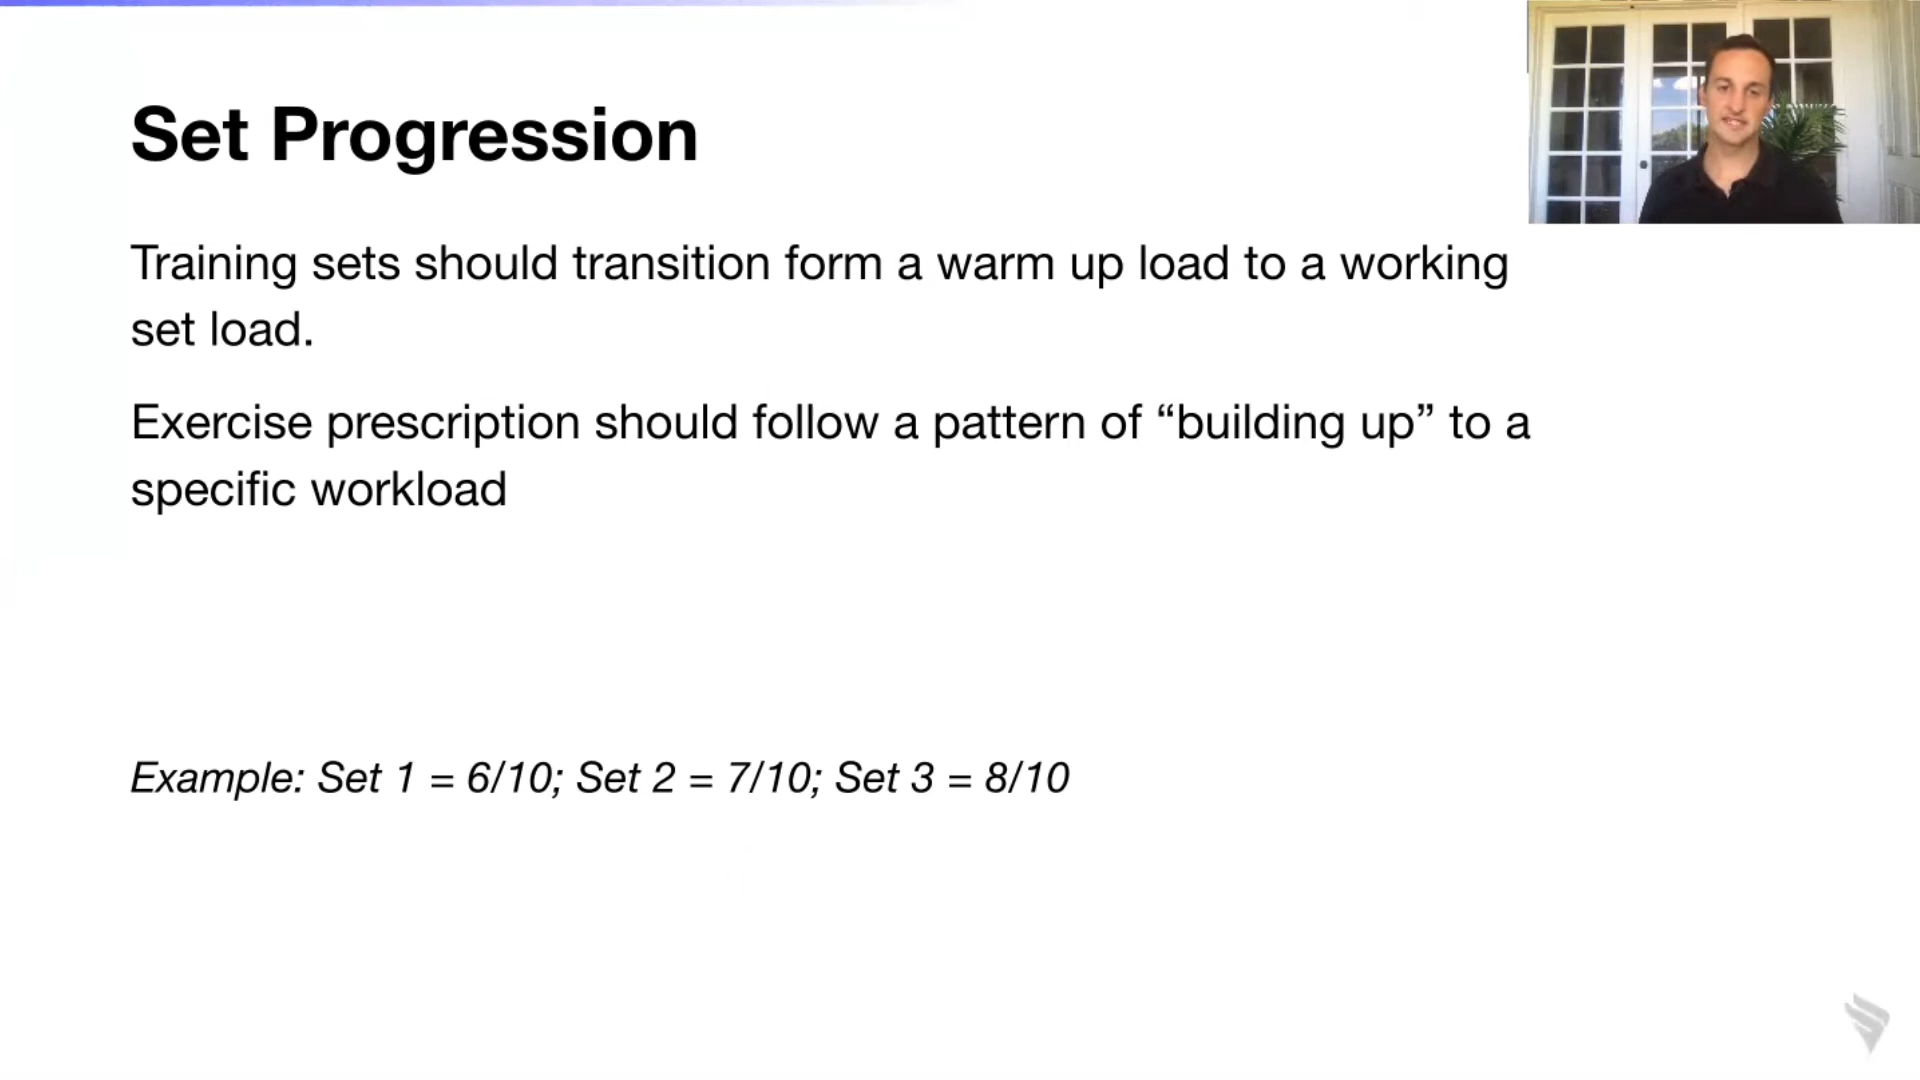 Set Progression
Training sets should transition form a warm up load to a working
set load.
Exercise prescription should follow a pattern of “building up” to a
specific workload
Example: Set 1 = 6/10; Set 2 = 7/10; Set 3 = 8/10